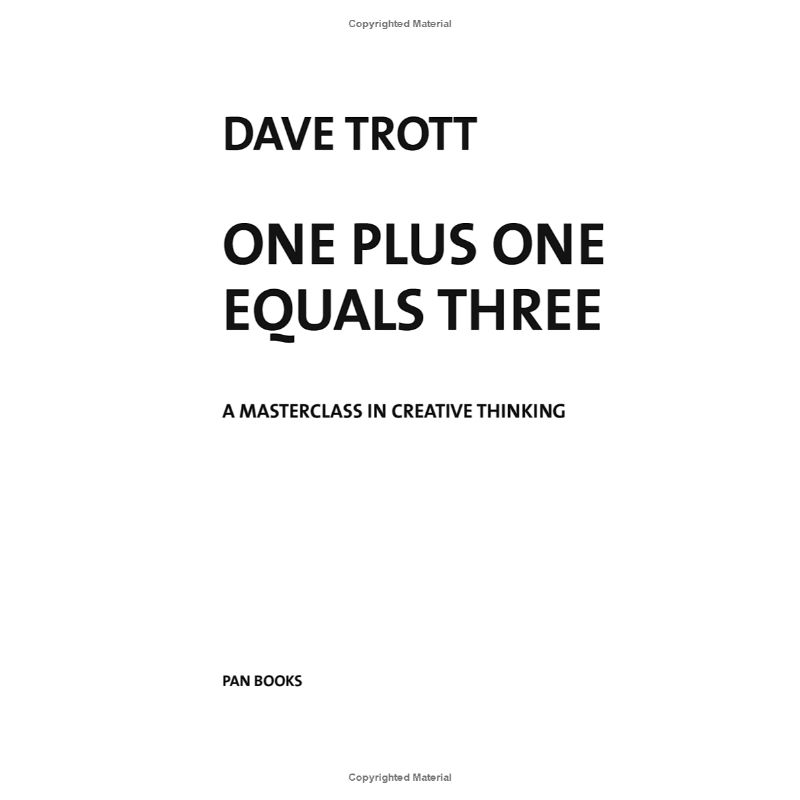 Copyrighted Material
DAVE TROTT
ONE PLUS ONE
EQUALS THREE
A MASTERCLASS IN CREATIVE THINKING
PAN BOOKS
Copyrighted Material